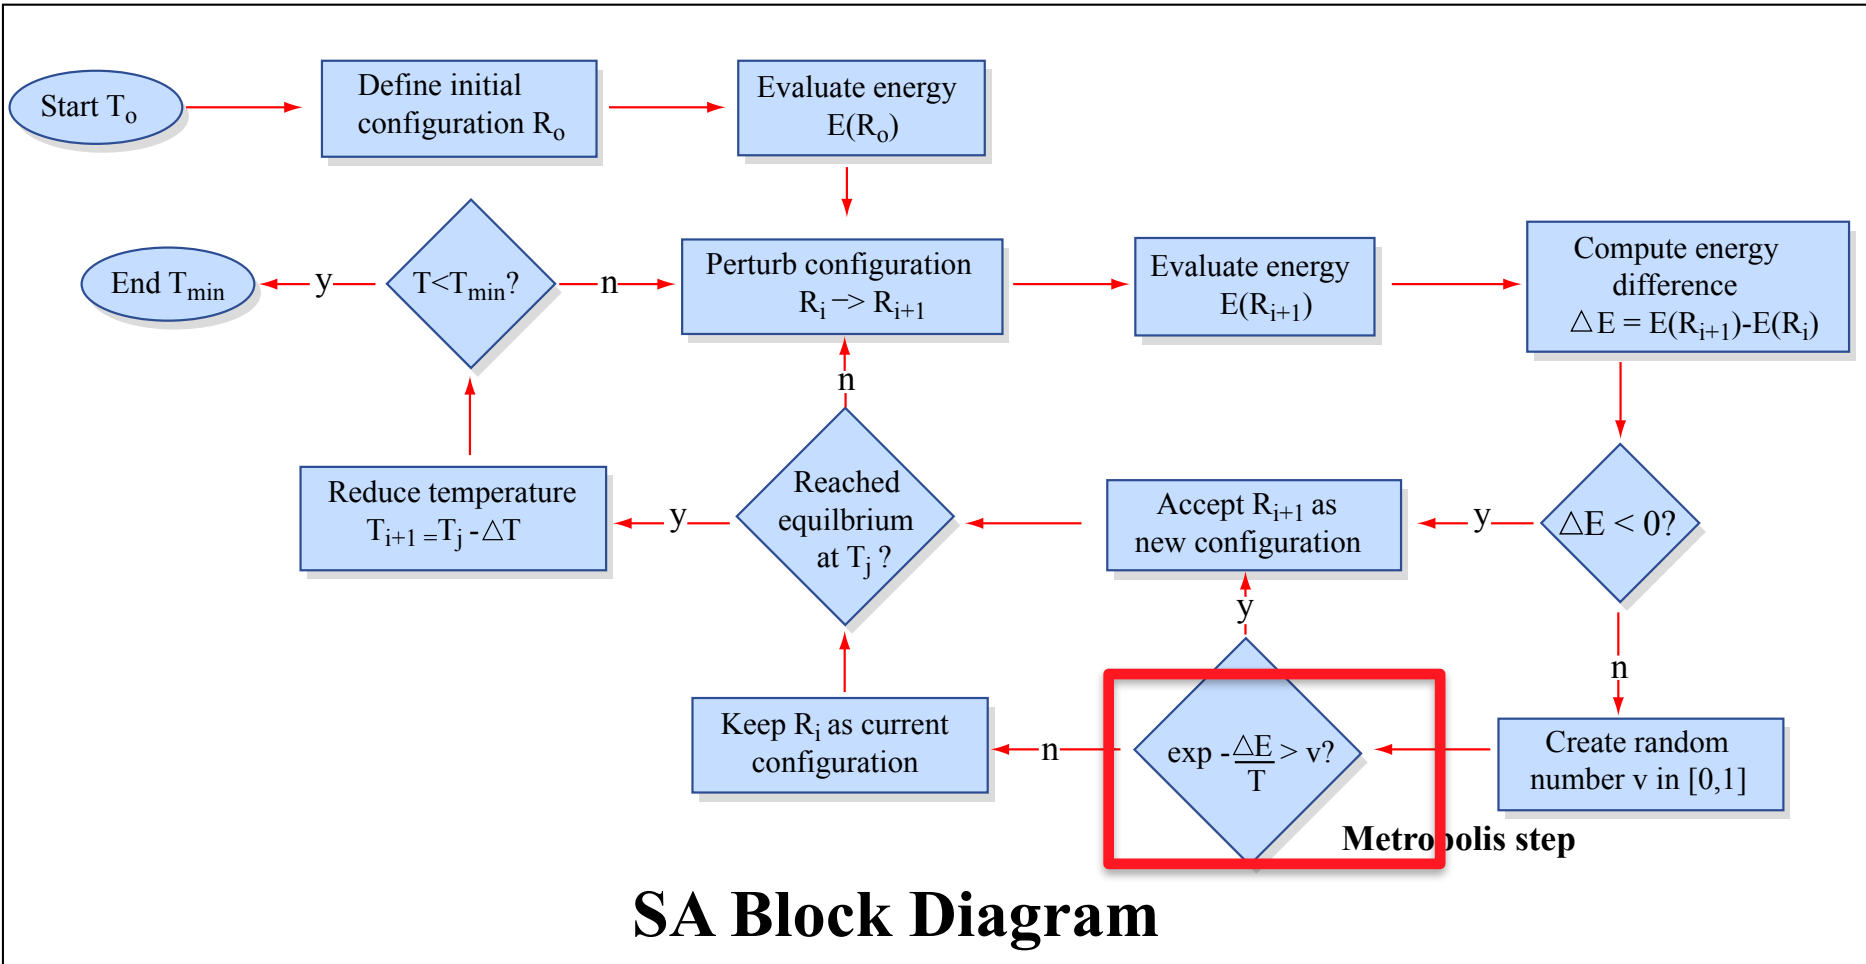 Start To
Define initial
configuration Ro
Evaluate energy
E(Ro)
End Tmin
y
T<Tmin?
n
Perturb configuration
Ri −> Ri+1
Evaluate energy
E(Ri+1)
Compute energy
difference
△E = E(Ri+1)-E(Ri)
n
Reduce temperature
Ti+1 =Tj - △T
y
Reached
equilbrium
at Tj ?
Accept Ri+1 as
new configuration
y
△E < 0?
y
n
Keep Ri as current
configuration
n
exp -△E/T > v?
Create random
number v in [0,1]
Metropolis step
SA Block Diagram